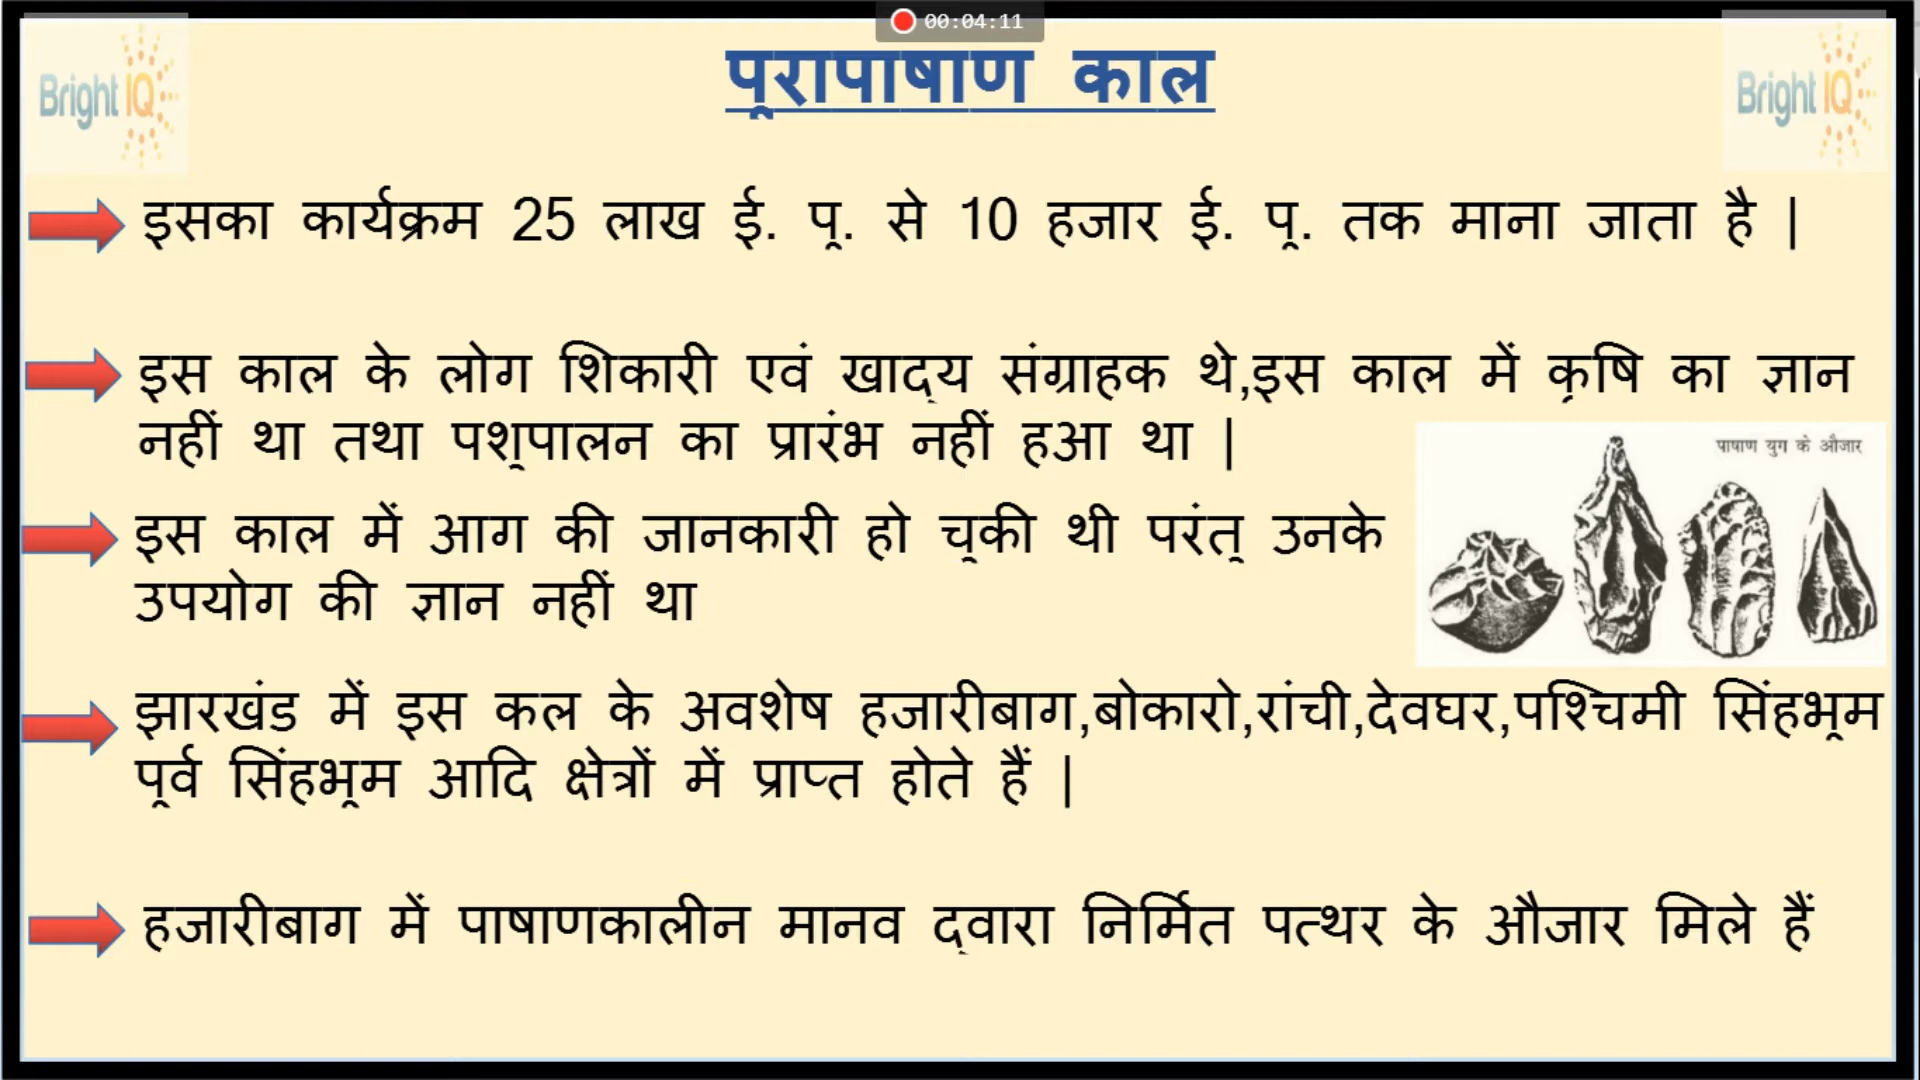 00:04:11
Bright IQ
पूरापाषाण काल
Bright IQ
इसका कार्यक्रम 25 लाख ई. पू. से 10 हजार ई. पू. तक माना जाता है |
इस काल के लोग शिकारी एवं खाद्य संग्राहक थे,इस काल में कृषि का ज्ञान
नहीं था तथा पशुपालन का प्रारंभ नहीं हुआ था |
पाषाण युग के औजार
इस काल में आग की जानकारी हो चुकी थी परंतु उनके
उपयोग की ज्ञान नहीं था
झारखंड में इस कल के अवशेष हजारीबाग,बोकारो,रांची,देवघर,पश्चिमी सिंहभूम
पूर्व सिंहभूम आदि क्षेत्रों में प्राप्त होते हैं |
हजारीबाग में पाषाणकालीन मानव द्वारा निर्मित पत्थर के औजार मिले हैं